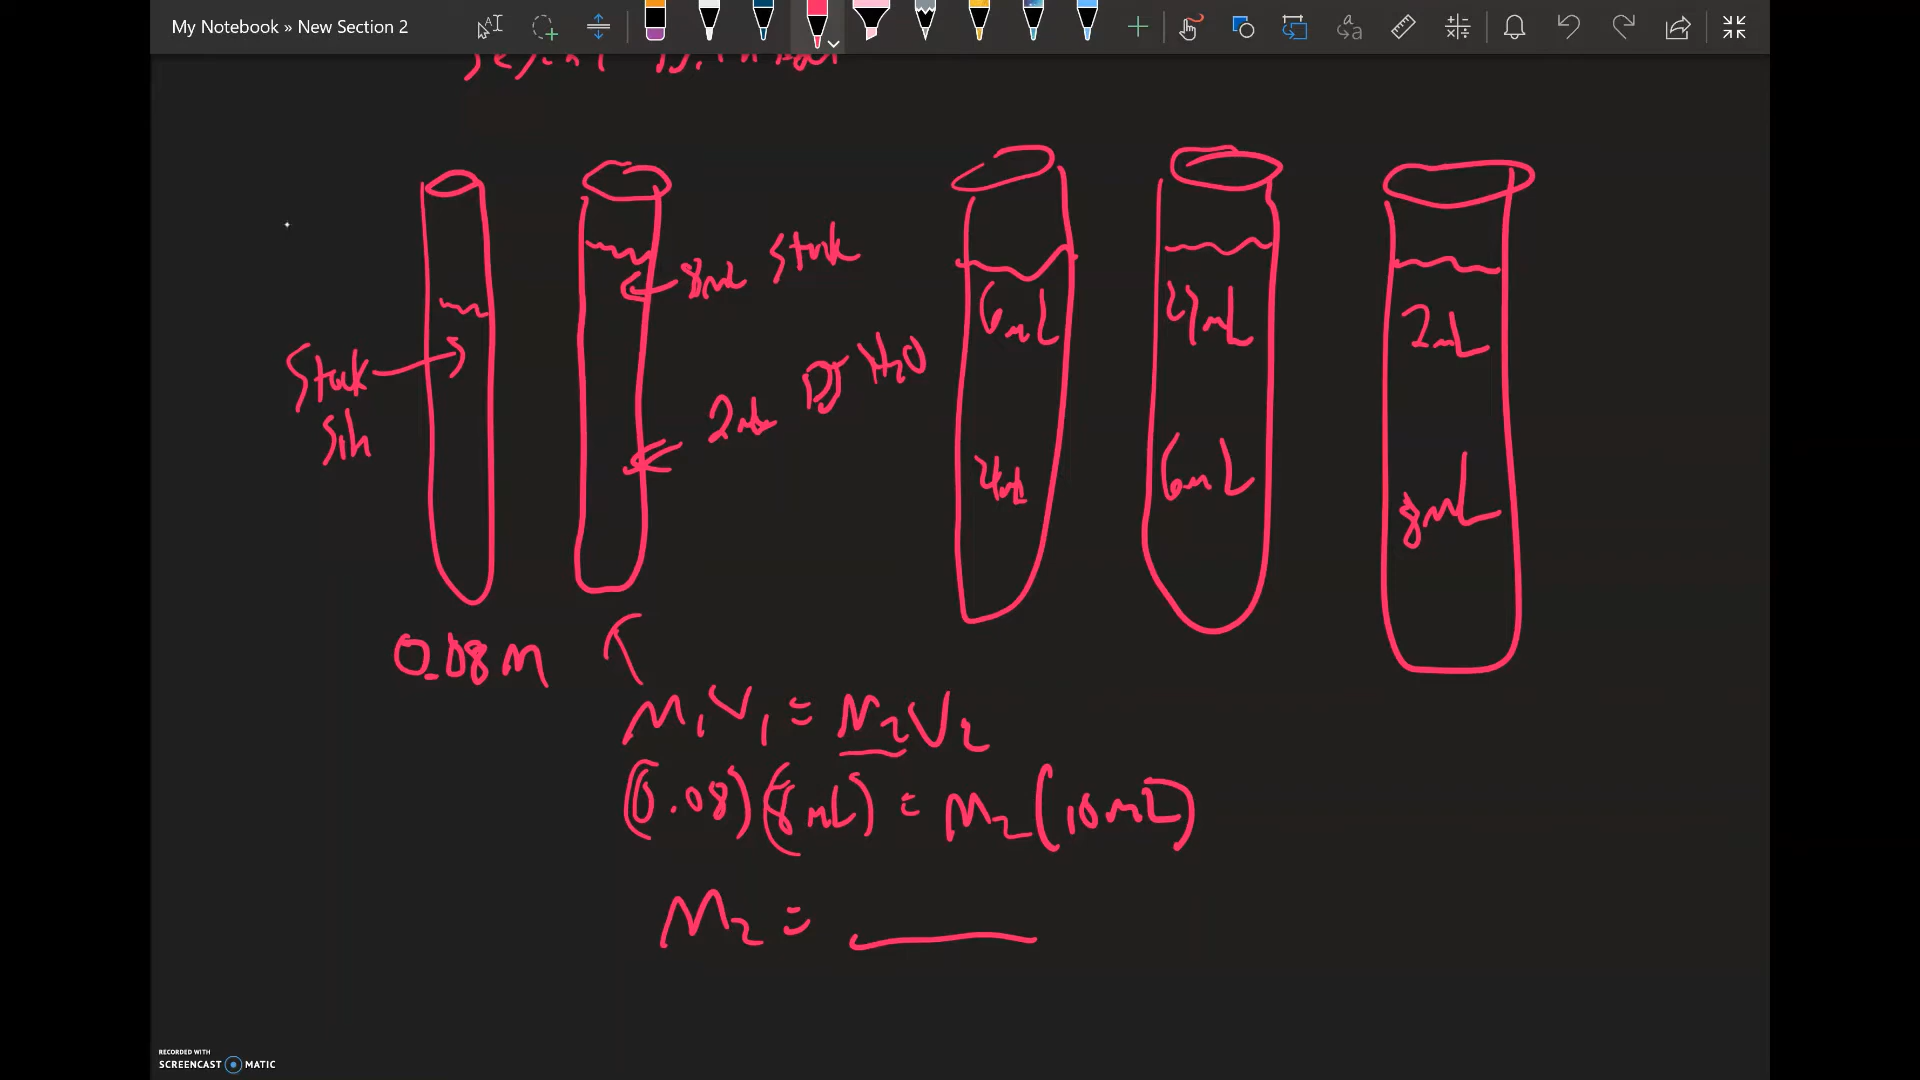 My Notebook » New Section 2
8mL Stock
2mL DI H2O
Stock
Sln
6mL
4mL
4mL
6mL
2mL
8mL
0.08M
M1V1 = M2V2
(0.08)(8mL) = M2(10mL)
M2 =
RECORDED WITH
SCREENCAST MATIC